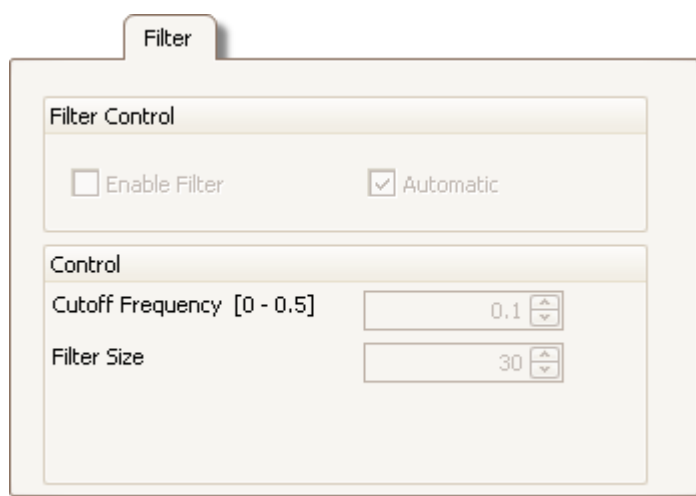 Filter
Filter Control
Enable Filter Automatic
Control
Cutoff Frequency [0 - 0.5] 0.1
Filter Size 30